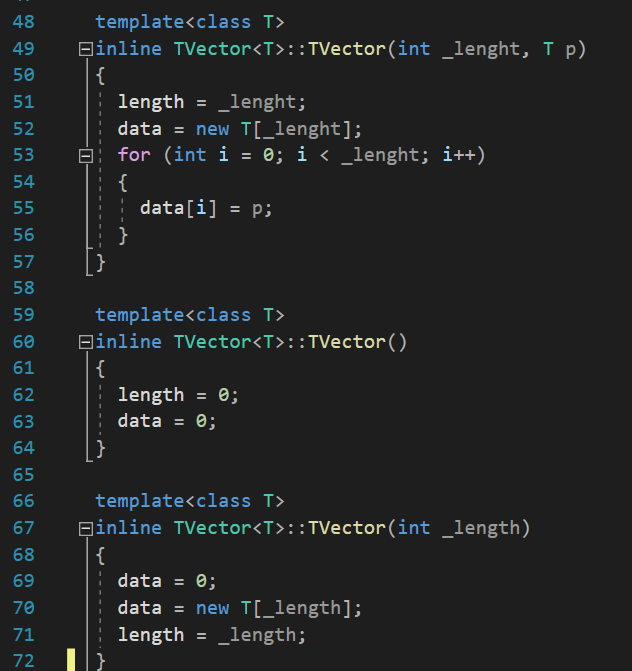 48 template<class T>
49 inline TVector<T>::TVector(int _lenght, T p)
50 {
51   length = _lenght;
52   data = new T[_lenght];
53   for (int i = 0; i < _lenght; i++)
54   {
55     data[i] = p;
56   }
57 }
58
59 template<class T>
60 inline TVector<T>::TVector()
61 {
62   length = 0;
63   data = 0;
64 }
65
66 template<class T>
67 inline TVector<T>::TVector(int _length)
68 {
69   data = 0;
70   data = new T[_length];
71   length = _length;
72 }